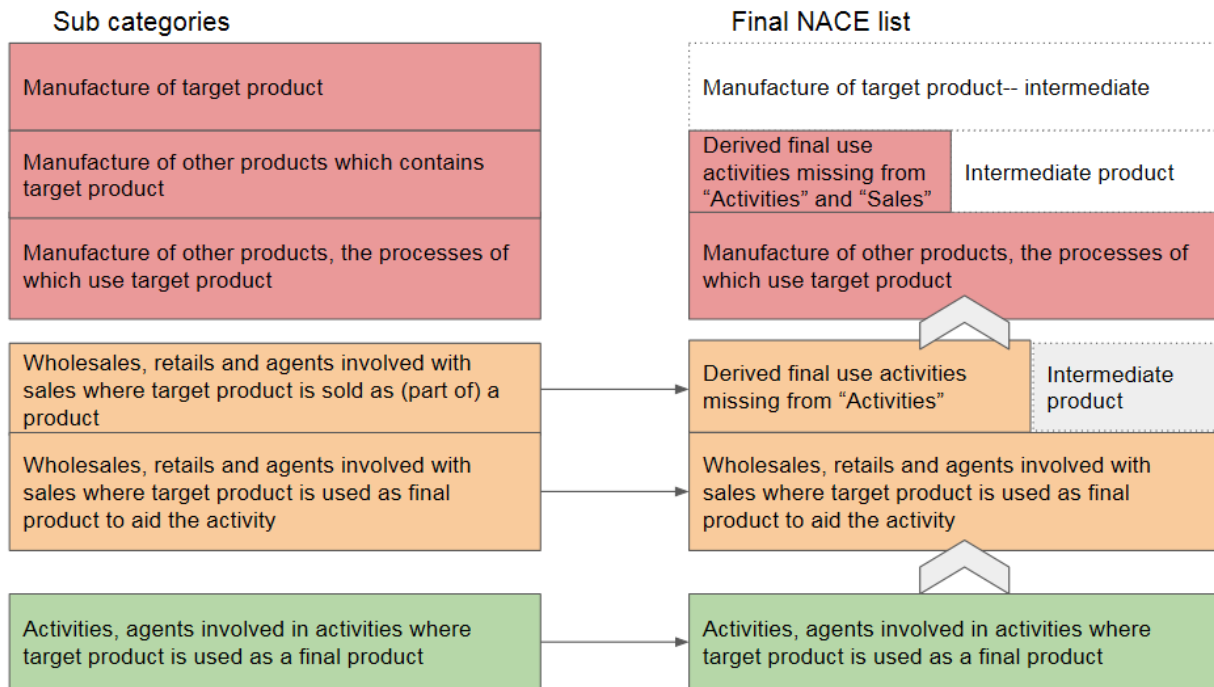 Sub categories
Manufacture of target product
Manufacture of other products which contains
target product
Manufacture of other products, the processes of
which use target product
Wholesales, retails and agents involved with
sales where target product is sold as (part of) a
product
Wholesales, retails and agents involved with
sales where target product is used as final
product to aid the activity
Activities, agents involved in activities where
target product is used as a final product
Final NACE list
Manufacture of target product-- intermediate
Derived final use
activities missing from
“Activities” and “Sales”
Intermediate product
Manufacture of other products, the processes of
which use target product
Derived final use activities
missing from “Activities”
Intermediate
product
Wholesales, retails and agents involved with
sales where target product is used as final
product to aid the activity
Activities, agents involved in activities where
target product is used as a final product